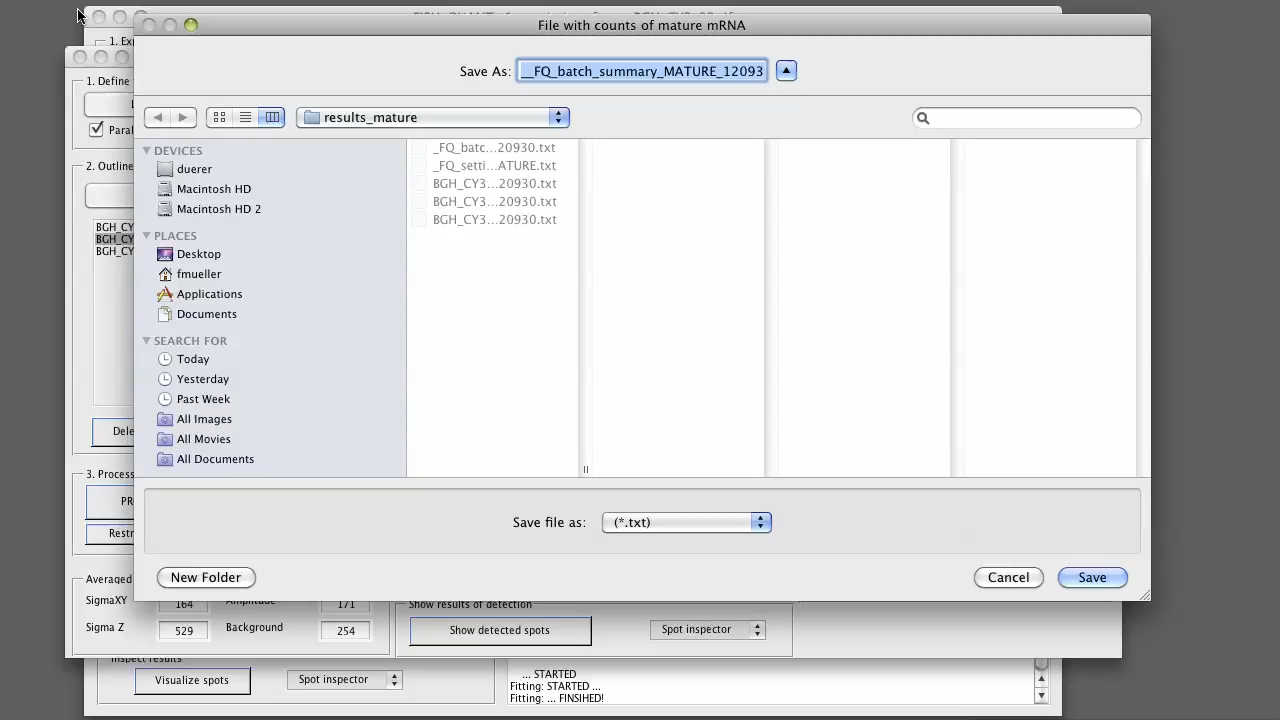 File with counts of mature mRNA
Save As: __FQ_batch_summary_MATURE_12093
results_mature
DEVICES
duerer
Macintosh HD
Macintosh HD 2
PLACES
Desktop
fmueller
Applications
Documents
SEARCH FOR
Today
Yesterday
Past Week
All Images
All Movies
All Documents
_FQ_batc...20930.txt
_FQ_setti...ATURE.txt
BGH_CY3...20930.txt
BGH_CY3...20930.txt
BGH_CY3...20930.txt
Save file as: (*.txt)
New Folder
Cancel
Save
1. Exp
1. Define
Paral
2. Outline
BGH_CY
BGH_CY
BGH_CY
Dele
3. Process
PR
Restr
Averaged
SigmaXY 164 Amplitude 171
Sigma Z 529 Background 254
Show results of detection
Show detected spots
Spot inspector
Inspect results
Visualize spots
Spot inspector
... STARTED
Fitting: STARTED ...
Fitting: ... FINSIHED!